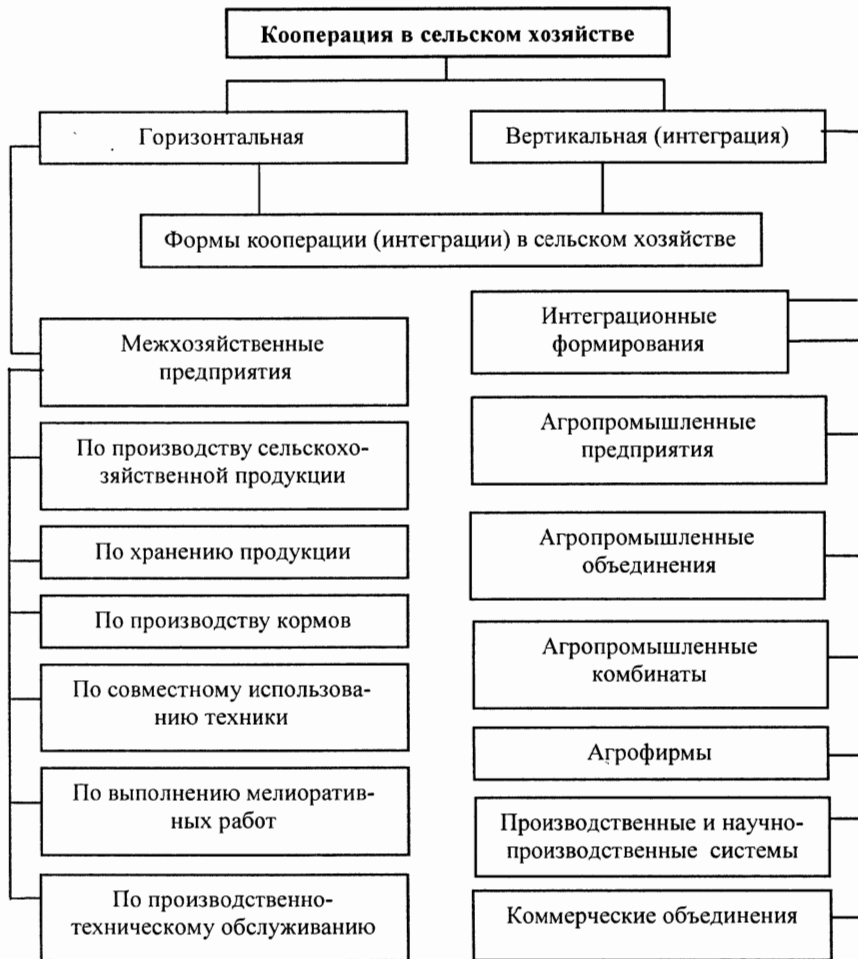 Кооперация в сельском хозяйстве
Горизонтальная
Вертикальная (интеграция)
Формы кооперации (интеграции) в сельском хозяйстве
Межхозяйственные
предприятия
По производству сельскохо-
зяйственной продукции
По хранению продукции
По производству кормов
По совместному использова-
нию техники
По выполнению мелиоратив-
ных работ
По производственно-
техническому обслуживанию
Интеграционные
формирования
Агропромышленные
предприятия
Агропромышленные
объединения
Агропромышленные
комбинаты
Агрофирмы
Производственные и научно-
производственные системы
Коммерческие объединения